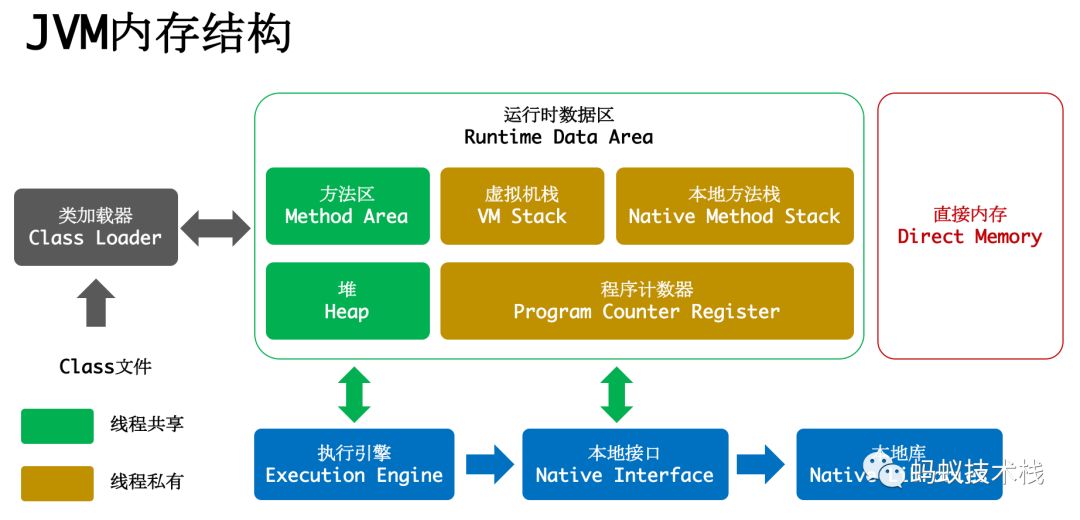 JVM内存结构
运行时数据区
Runtime Data Area
方法区
Method Area
虚拟机栈
VM Stack
本地方法栈
Native Method Stack
直接内存
Direct Memory
类加载器
Class Loader
堆
Heap
程序计数器
Program Counter Register
Class文件
线程共享
线程私有
执行引擎
Execution Engine
本地接口
Native Interface
本地库
Native
蚂蚁技术栈